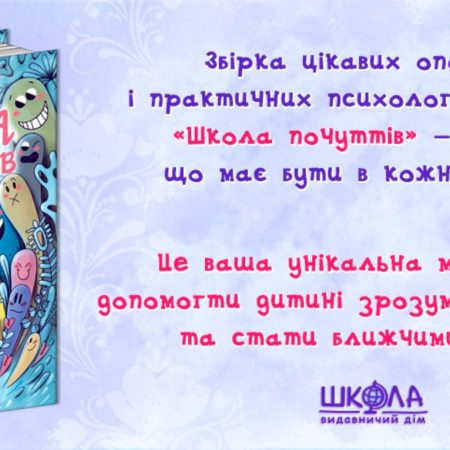 А
В
Збірка цікавих опо
і практичних психолог
«Школа почуттів» –
що має бути в кожн
Це ваша унікальна м
допомогти дитині зрозум
та стати ближчими
ШКОЛА
видавничий дім